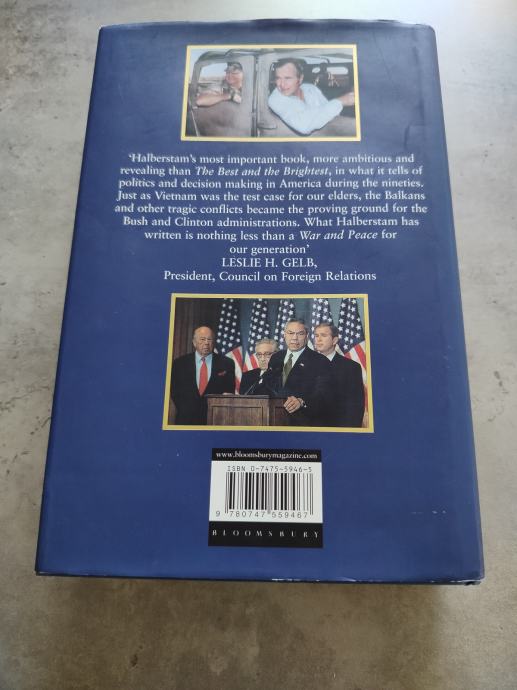 ‘Halberstam's most important book, more ambitious and
revealing than The Best and the Brightest, in what it tells of
politics and decision making in America during the nineties.
Just as Vietnam was the test case for our elders, the Balkans
and other tragic conflicts became the proving ground for the
Bush and Clinton administrations. What Halberstam has
written is nothing less than a War and Peace for
our generation’
LESLIE H. GELB,
President, Council on Foreign Relations
www.bloomsburymagazine.com
ISBN 0-7475-5946-5
9 780747 559467
BLOOMSBURY